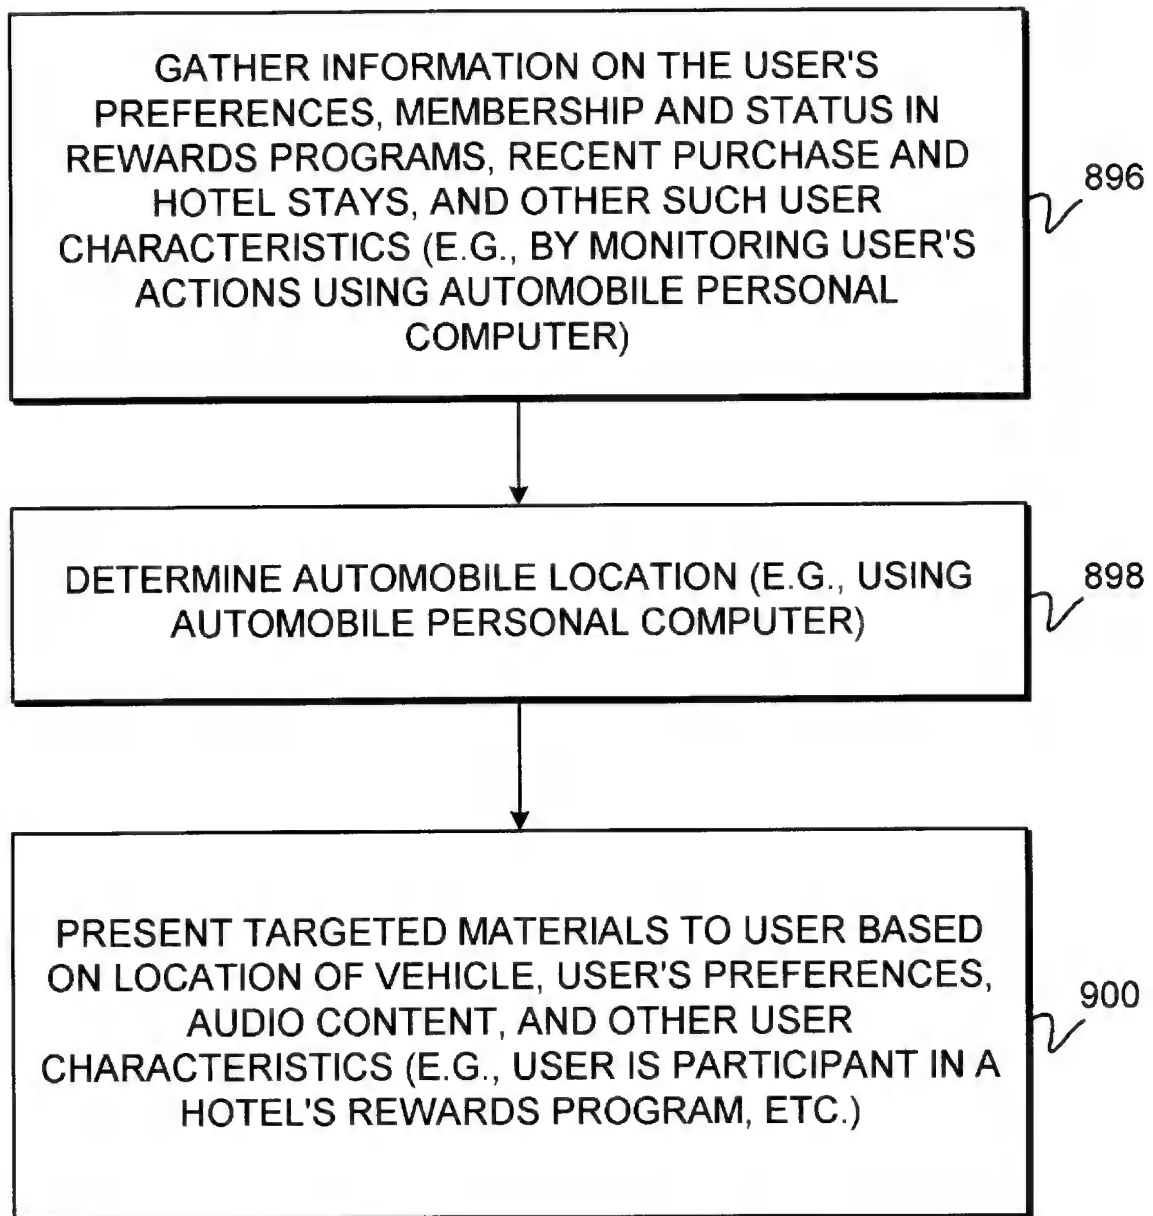 GATHER INFORMATION ON THE USER'S
PREFERENCES, MEMBERSHIP AND STATUS IN
REWARDS PROGRAMS, RECENT PURCHASE AND
HOTEL STAYS, AND OTHER SUCH USER
CHARACTERISTICS (E.G., BY MONITORING USER'S
ACTIONS USING AUTOMOBILE PERSONAL
COMPUTER)
896
DETERMINE AUTOMOBILE LOCATION (E.G., USING
AUTOMOBILE PERSONAL COMPUTER)
898
PRESENT TARGETED MATERIALS TO USER BASED
ON LOCATION OF VEHICLE, USER'S PREFERENCES,
AUDIO CONTENT, AND OTHER USER
CHARACTERISTICS (E.G., USER IS PARTICIPANT IN A
HOTEL'S REWARDS PROGRAM, ETC.)
900